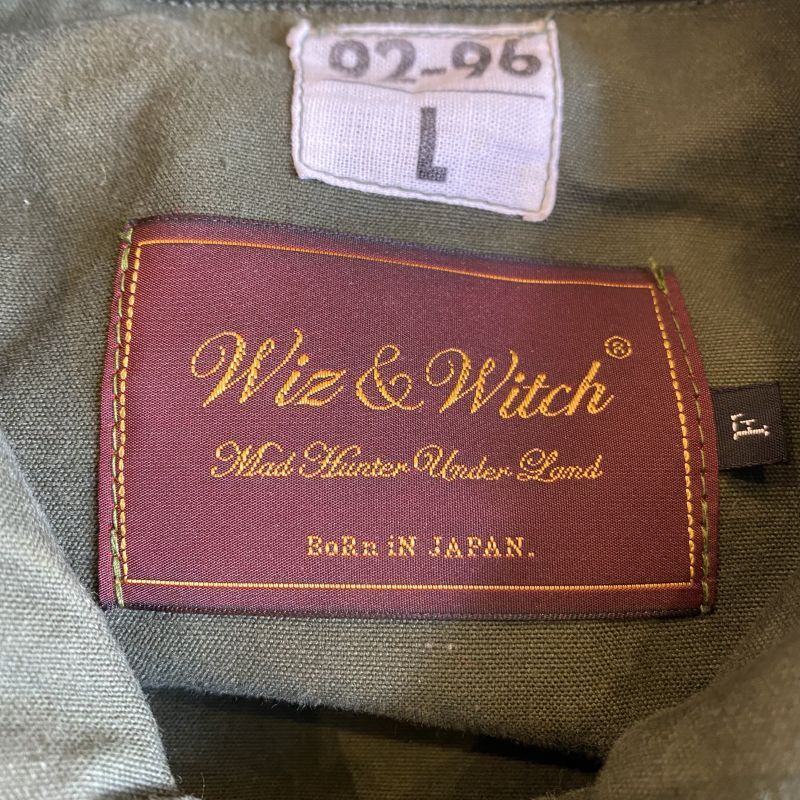 92-96
L
Wiz & Witch®
Mad Hunter Under Land
BoRn iN JAPAN.
F